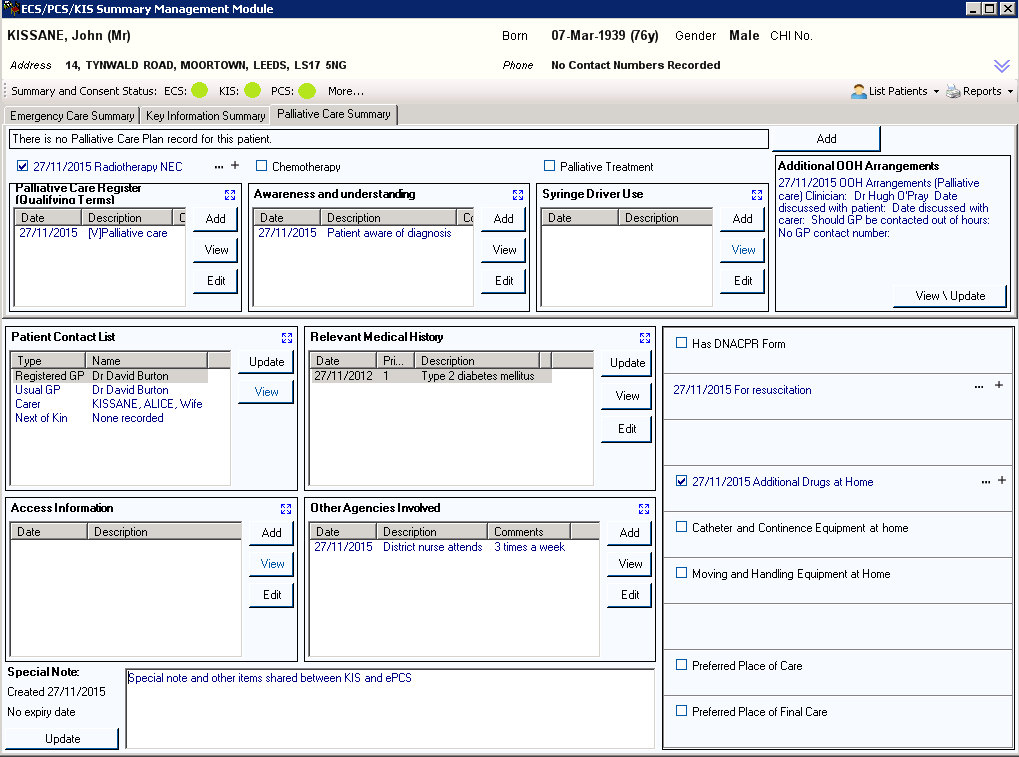 ECS/PCS/KIS Summary Management Module
KISSANE, John (Mr)
Born 07-Mar-1939 (76y) Gender Male CHI No.
Address 14, TYNWALD ROAD, MOORTOWN, LEEDS, LS17 5NG
Phone No Contact Numbers Recorded
Summary and Consent Status: ECS: KIS: PCS: More...
List Patients Reports
Emergency Care Summary Key Information Summary Palliative Care Summary
There is no Palliative Care Plan record for this patient.
Add
27/11/2015 Radiotherapy NEC ... +
Chemotherapy
Palliative Treatment
Palliative Care Register
(Qualifying Terms)
Date Description C
27/11/2015 [V]Palliative care
Add
View
Edit
Awareness and understanding
Date Description Cc
27/11/2015 Patient aware of diagnosis
Add
View
Edit
Syringe Driver Use
Date Description
Add
View
Edit
Additional OOH Arrangements
27/11/2015 OOH Arrangements (Palliative
care) Clinician: Dr Hugh O'Pray Date
discussed with patient: Date discussed with
carer: Should GP be contacted out of hours:
No GP contact number:
View \ Update
Patient Contact List
Type Name
Registered GP Dr David Burton
Usual GP Dr David Burton
Carer KISSANE, ALICE, Wife
Next of Kin None recorded
Update
View
Relevant Medical History
Date Pri... Description
27/11/2012 1 Type 2 diabetes mellitus
Update
View
Edit
Has DNACPR Form
27/11/2015 For resuscitation ... +
27/11/2015 Additional Drugs at Home ... +
Catheter and Continence Equipment at home
Moving and Handling Equipment at Home
Preferred Place of Care
Preferred Place of Final Care
Access Information
Date Description
Add
View
Edit
Other Agencies Involved
Date Description Comments
27/11/2015 District nurse attends 3 times a week
Add
View
Edit
Special Note:
Created 27/11/2015
No expiry date
Update
Special note and other items shared between KIS and ePCS